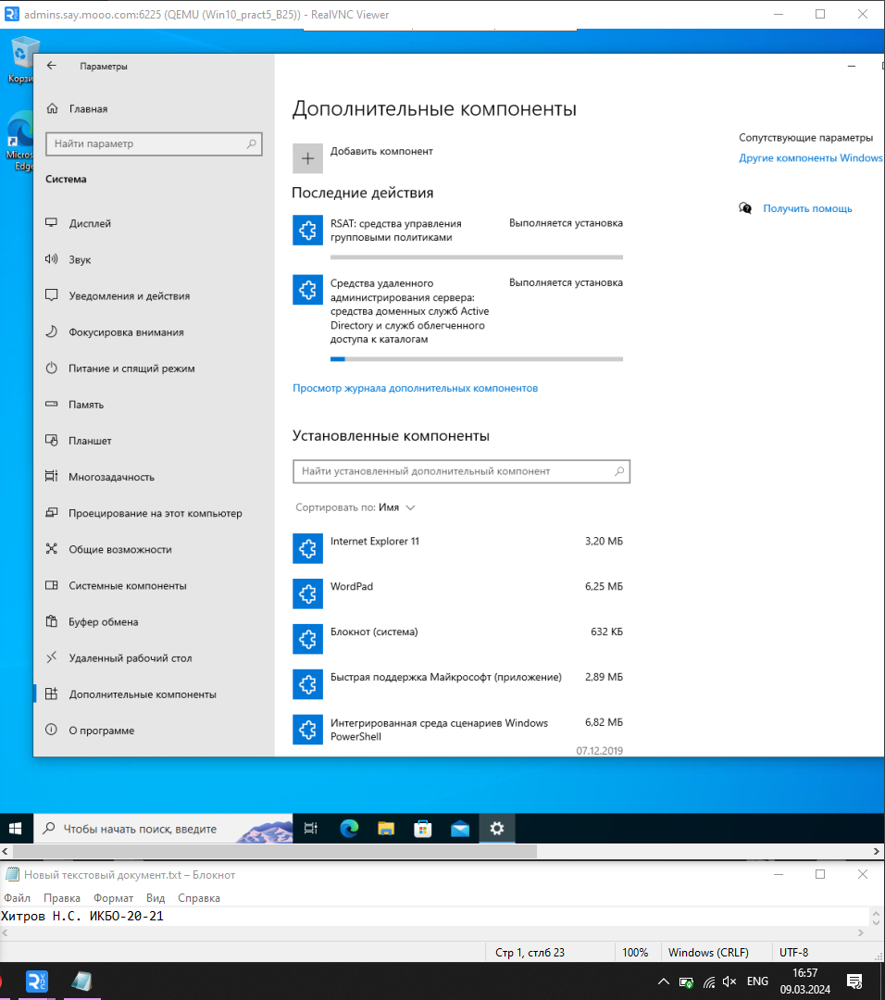 admins.say.mooo.com:6225 (QEMU (Win10_pract5_B25)) - RealVNC Viewer
Параметры
Главная
Найти параметр
Система
Дисплей
Звук
Уведомления и действия
Фокусировка внимания
Питание и спящий режим
Память
Планшет
Многозадачность
Проецирование на этот компьютер
Общие возможности
Системные компоненты
Буфер обмена
Удаленный рабочий стол
Дополнительные компоненты
О программе
Дополнительные компоненты
Добавить компонент
Последние действия
RSAT: средства управления
групповыми политиками
Выполняется установка
Средства удаленного
администрирования сервера:
средства доменных служб Active
Directory и служб облегченного
доступа к каталогам
Выполняется установка
Просмотр журнала дополнительных компонентов
Установленные компоненты
Найти установленный дополнительный компонент
Сортировать по: Имя
Internet Explorer 11 3,20 МБ
WordPad 6,25 МБ
Блокнот (система) 632 КБ
Быстрая поддержка Майкрософт (приложение) 2,89 МБ
Интегрированная среда сценариев Windows 6,82 МБ
PowerShell
07.12.2019
Сопутствующие параметры
Другие компоненты Windows
Получить помощь
Чтобы начать поиск, введите
Новый текстовый документ.txt – Блокнот
Файл Правка Формат Вид Справка
Хитров Н.С. ИКБО-20-21
Стр 1, стлб 23 100% Windows (CRLF) UTF-8
ENG
16:57
09.03.2024